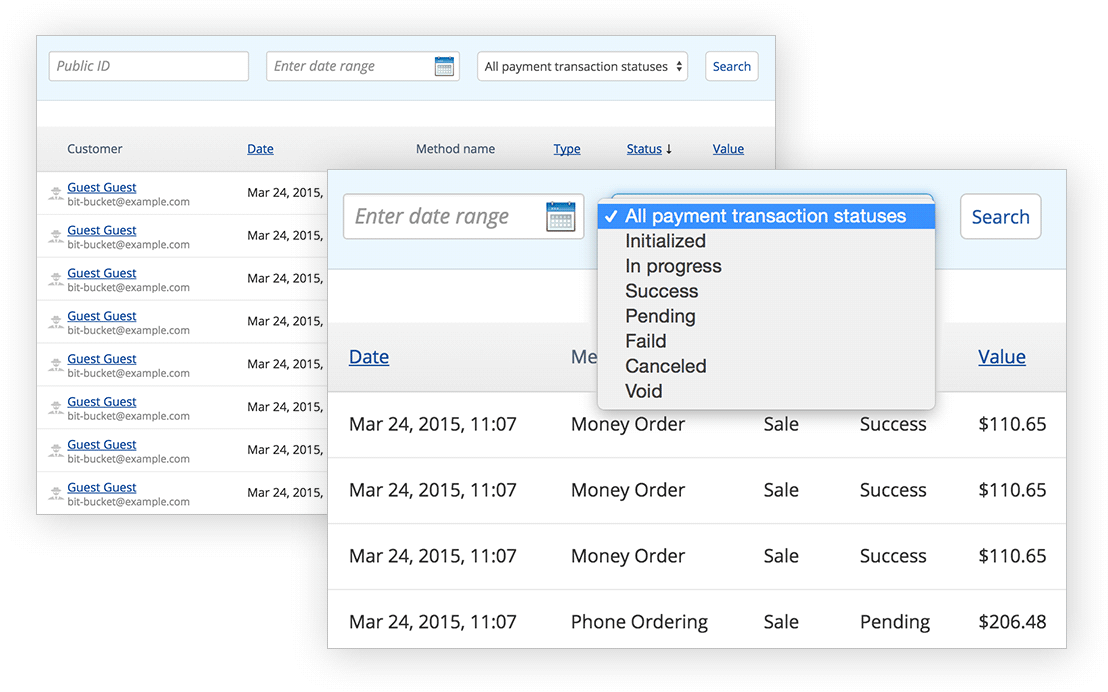 Public ID Enter date range All payment transaction statuses Search
Customer Date Method name Type Status ↓ Value
Guest Guest
bit-bucket@example.com
Mar 24, 2015,
Guest Guest
bit-bucket@example.com
Mar 24, 2015,
Guest Guest
bit-bucket@example.com
Mar 24, 2015,
Guest Guest
bit-bucket@example.com
Mar 24, 2015,
Guest Guest
bit-bucket@example.com
Mar 24, 2015,
Guest Guest
bit-bucket@example.com
Mar 24, 2015,
Guest Guest
bit-bucket@example.com
Mar 24, 2015,
Guest Guest
bit-bucket@example.com
Mar 24, 2015,
Enter date range
✓ All payment transaction statuses
Initialized
In progress
Success
Pending
Faild
Canceled
Void
Search
Date Me Value
Mar 24, 2015, 11:07 Money Order Sale Success $110.65
Mar 24, 2015, 11:07 Money Order Sale Success $110.65
Mar 24, 2015, 11:07 Money Order Sale Success $110.65
Mar 24, 2015, 11:07 Phone Ordering Sale Pending $206.48